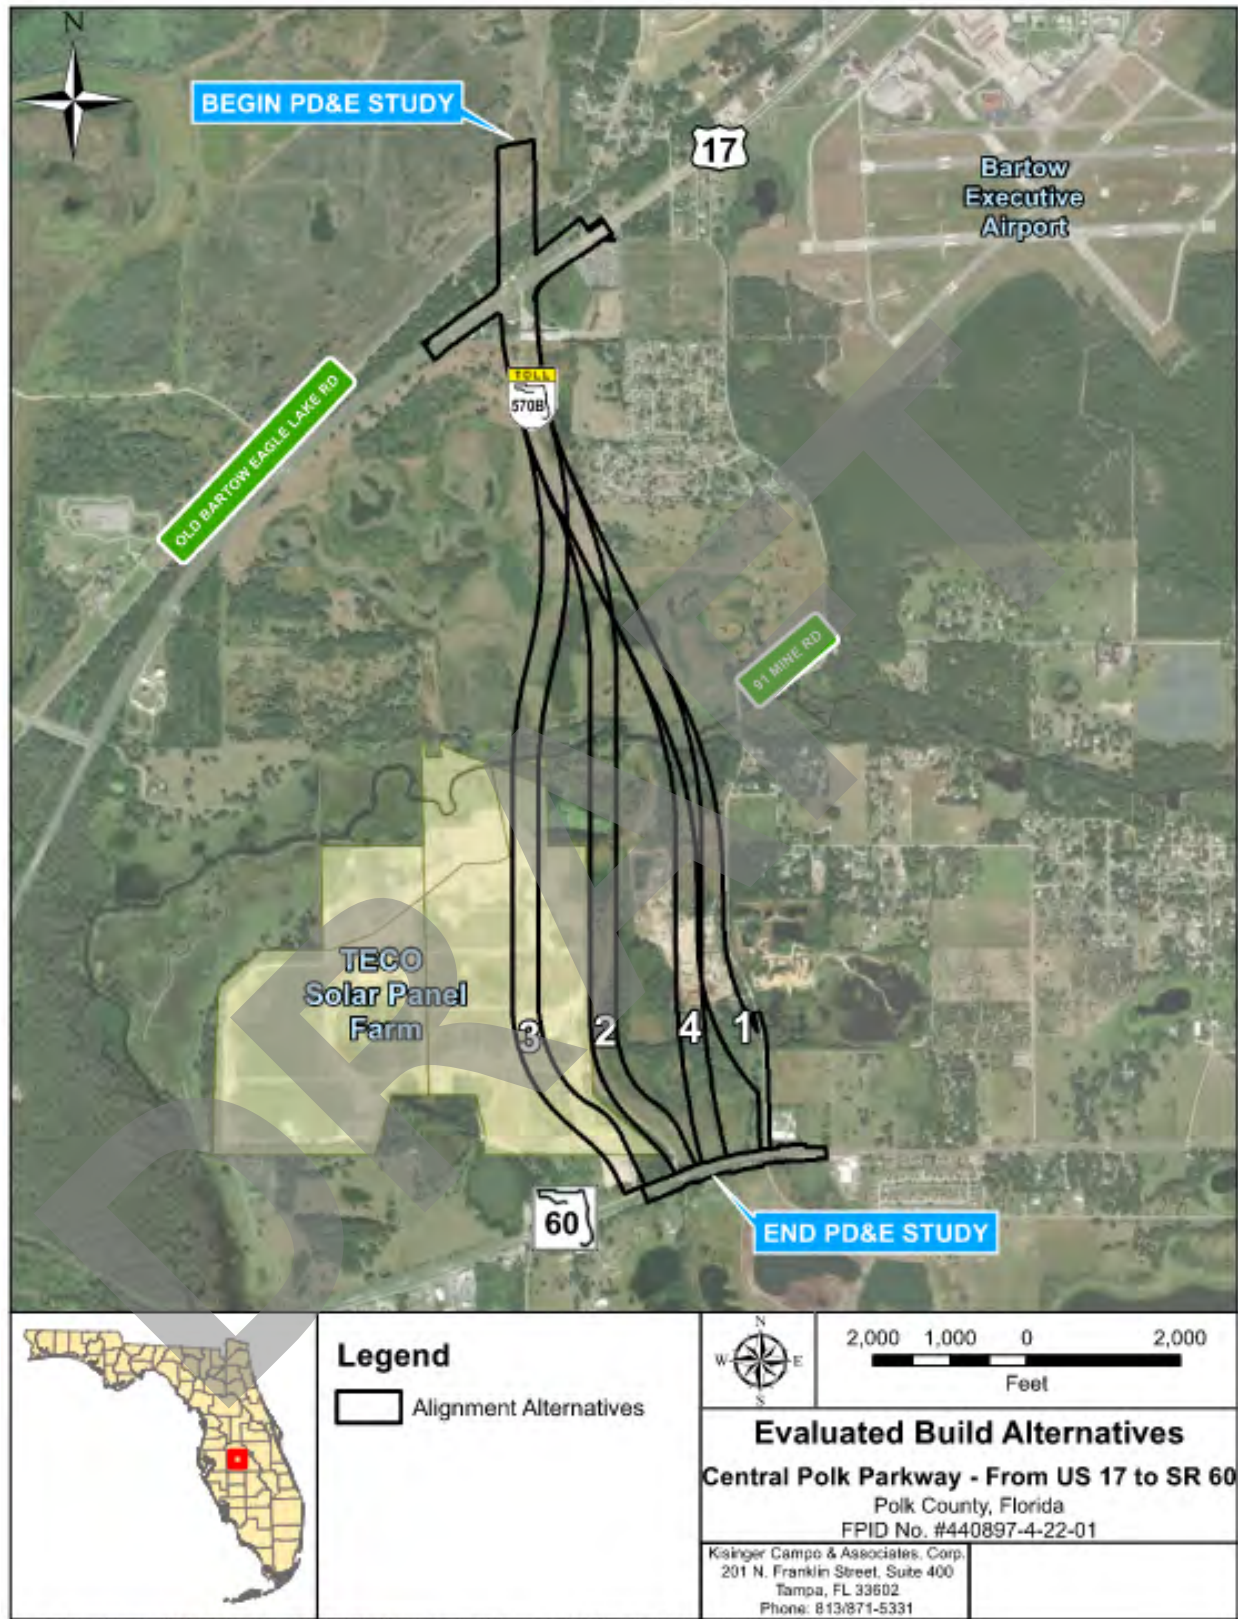 N
BEGIN PD&E STUDY
17
Bartow
Executive
Airport
TOLL
570B
OLD BARTOW EAGLE LAKE RD
91 MINE RD
TECO
Solar Panel
Farm
3
2
4
1
60
END PD&E STUDY
DRAFT
Legend
Alignment Alternatives
N
W
E
S
2,000 1,000 0 2,000
Feet
Evaluated Build Alternatives
Central Polk Parkway - From US 17 to SR 60
Polk County, Florida
FPID No. #440897-4-22-01
Kisinger Campo & Associates, Corp.
201 N. Franklin Street, Suite 400
Tampa, FL 33602
Phone: 813/871-5331